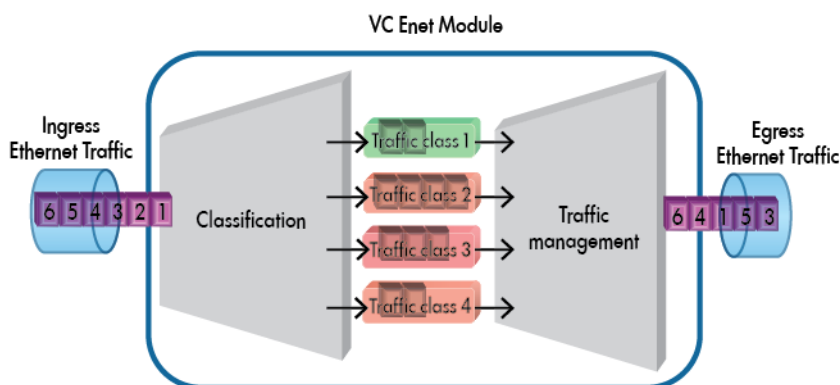 VC Enet Module
Ingress
Ethernet Traffic
6 5 4 3 2 1
Classification
Traffic class 1
Traffic class 2
Traffic class 3
Traffic class 4
Traffic
management
Egress
Ethernet Traffic
6 4 1 5 3